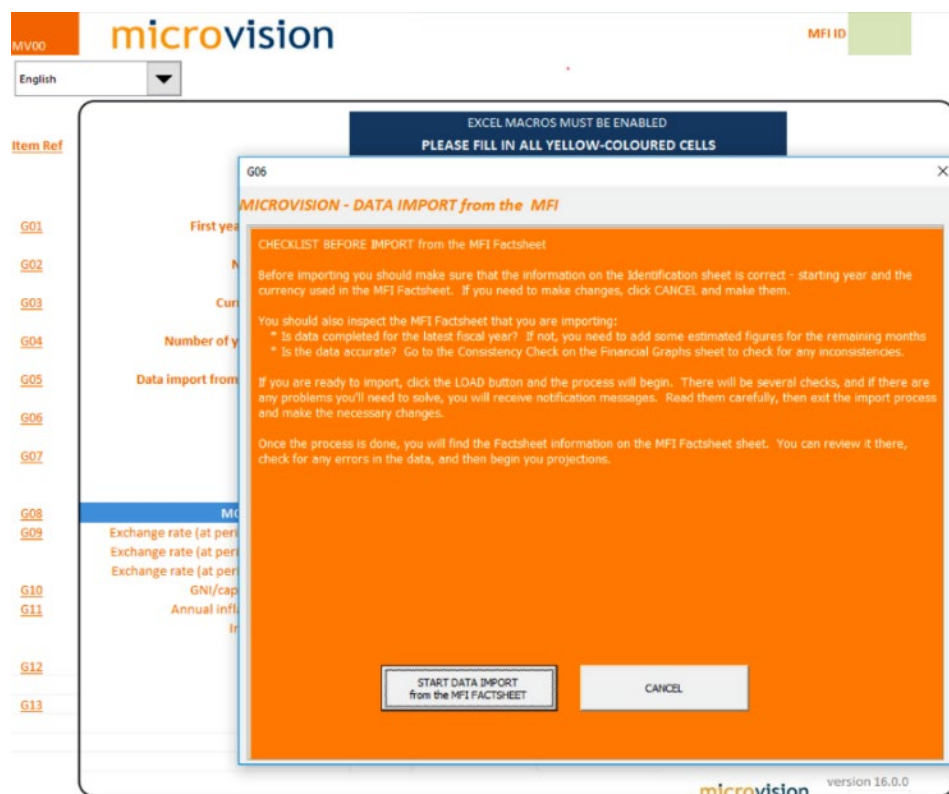 MV00
microvision
MFI ID
English
EXCEL MACROS MUST BE ENABLED
PLEASE FILL IN ALL YELLOW-COLOURED CELLS
Item Ref
G06
MICROVISION - DATA IMPORT from the MFI
CHECKLIST BEFORE IMPORT from the MFI Factsheet
Before importing you should make sure that the information on the Identification sheet is correct - starting year and the
currency used in the MFI Factsheet. If you need to make changes, click CANCEL and make them.
You should also inspect the MFI Factsheet that you are importing:
* Is data completed for the latest fiscal year? If not, you need to add some estimated figures for the remaining months
* Is the data accurate? Go to the Consistency Check on the Financial Graphs sheet to check for any inconsistencies.
If you are ready to import, click the LOAD button and the process will begin. There will be several checks, and if there are
any problems you'll need to solve, you will receive notification messages. Read them carefully, then exit the import process
and make the necessary changes.
Once the process is done, you will find the Factsheet information on the MFI Factsheet sheet. You can review it there,
check for any errors in the data, and then begin you projections.
START DATA IMPORT
from the MFI FACTSHEET
CANCEL
G01 First yea
G02 N
G03 Cur
G04 Number of y
G05 Data import from
G06
G07
G08 MO
G09 Exchange rate (at peri
Exchange rate (at peri
Exchange rate (at peri
G10 GNI/cap
G11 Annual infl
In
G12
G13
microvision version 16.0.0